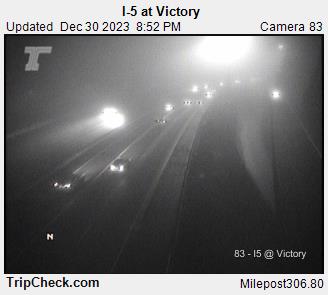 I-5 at Victory
Updated  Dec 30 2023  8:52 PM
Camera 83
T
N
83 - I5 @ Victory
TripCheck.com
Milepost306.80